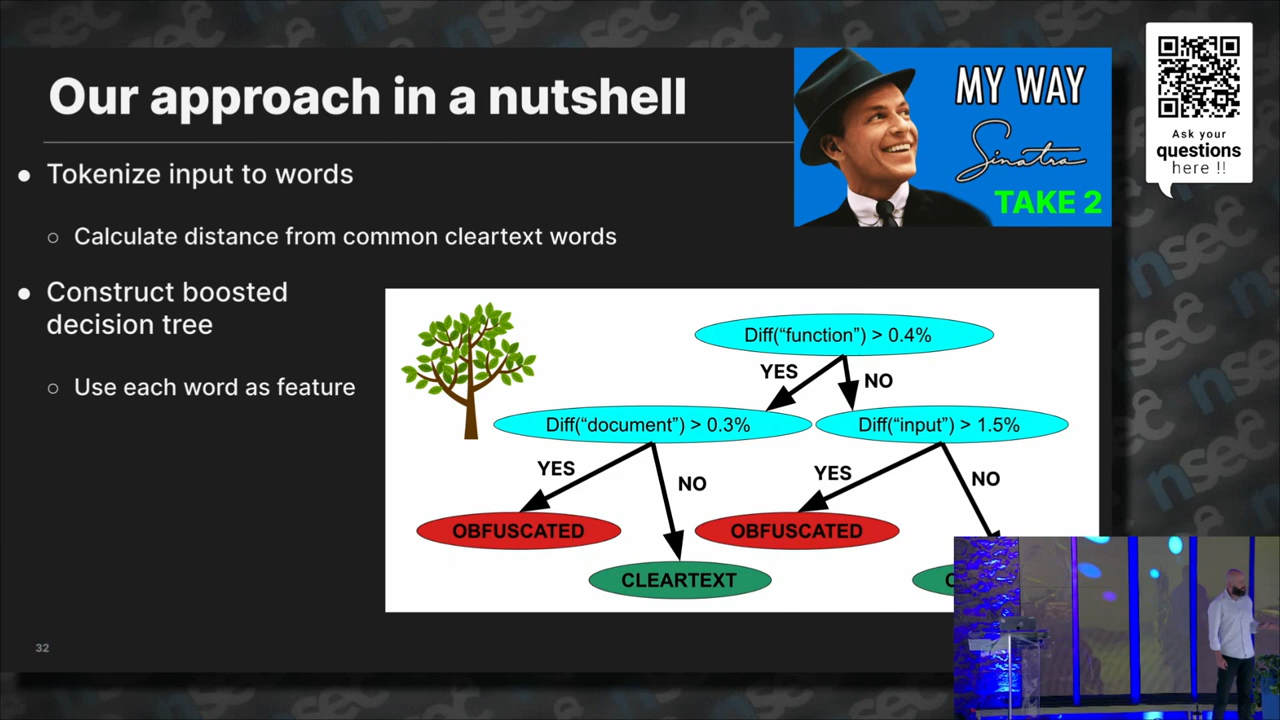 Our approach in a nutshell
MY WAY
Sinatra
TAKE 2
Ask your
questions
here !!
● Tokenize input to words
○ Calculate distance from common cleartext words
● Construct boosted
decision tree
○ Use each word as feature
Diff(“function”) > 0.4%
YES
NO
Diff(“document”) > 0.3%
Diff(“input”) > 1.5%
YES
NO
YES
NO
OBFUSCATED
OBFUSCATED
CLEARTEXT
32
nsec
nsec